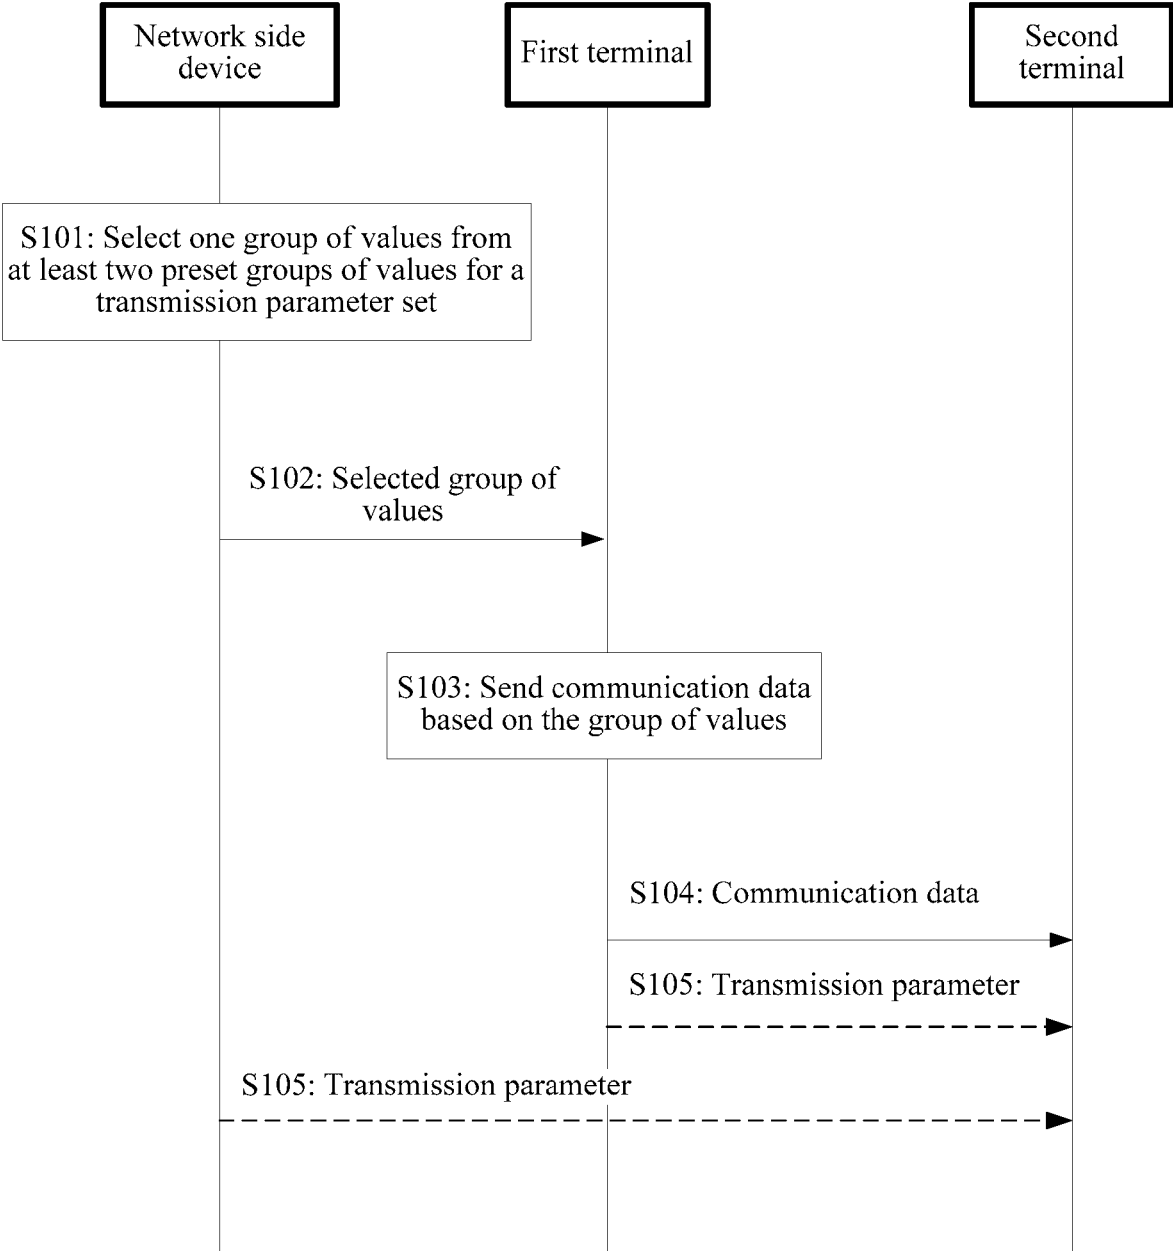 Network side
device
First terminal
Second
terminal
S101: Select one group of values from
at least two preset groups of values for a
transmission parameter set
S102: Selected group of
values
S103: Send communication data
based on the group of values
S104: Communication data
S105: Transmission parameter
S105: Transmission parameter